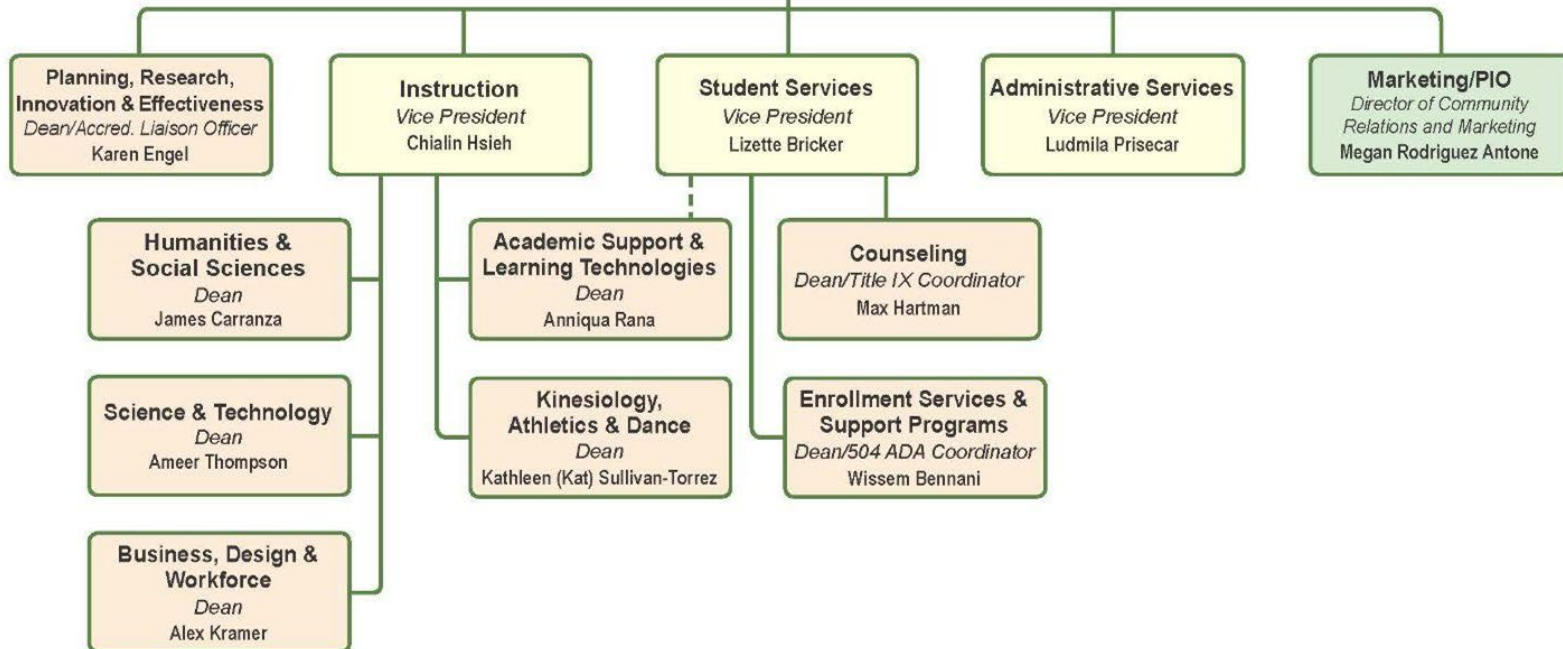 Planning, Research,
Innovation & Effectiveness
Dean/Accred. Liaison Officer
Karen Engel
Instruction
Vice President
Chialin Hsieh
Student Services
Vice President
Lizette Bricker
Administrative Services
Vice President
Ludmila Prisecar
Marketing/PIO
Director of Community
Relations and Marketing
Megan Rodriguez Antone
Humanities &
Social Sciences
Dean
James Carranza
Academic Support &
Learning Technologies
Dean
Anniqua Rana
Counseling
Dean/Title IX Coordinator
Max Hartman
Science & Technology
Dean
Ameer Thompson
Kinesiology,
Athletics & Dance
Dean
Kathleen (Kat) Sullivan-Torrez
Enrollment Services &
Support Programs
Dean/504 ADA Coordinator
Wissem Bennani
Business, Design &
Workforce
Dean
Alex Kramer